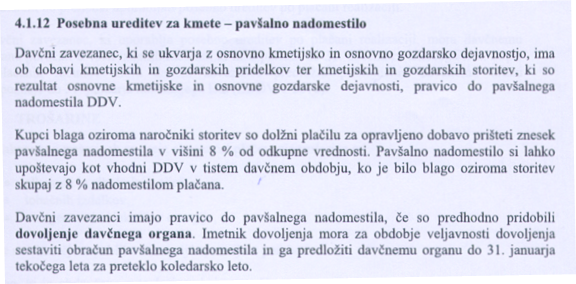 4.1.12 Posebna ureditev za kmete – pavšalno nadomestilo
Davčni zavezanec, ki se ukvarja z osnovno kmetijsko in osnovno gozdarsko dejavnostjo, ima
ob dobavi kmetijskih in gozdarskih pridelkov ter kmetijskih in gozdarskih storitev, ki so
rezultat osnovne kmetijske in osnovne gozdarske dejavnosti, pravico do pavšalnega
nadomestila DDV.
Kupci blaga oziroma naročniki storitev so dolžni plačilu za opravljeno dobavo prišteti znesek
pavšalnega nadomestila v višini 8 % od odkupne vrednosti. Pavšalno nadomestilo si lahko
upoštevajo kot vhodni DDV v tistem davčnem obdobju, ko je bilo blago oziroma storitev
skupaj z 8 % nadomestilom plačana.
Davčni zavezanci imajo pravico do pavšalnega nadomestila, če so predhodno pridobili
dovoljenje davčnega organa. Imetnik dovoljenja mora za obdobje veljavnosti dovoljenja
sestaviti obračun pavšalnega nadomestila in ga predložiti davčnemu organu do 31. januarja
tekočega leta za preteklo koledarsko leto.